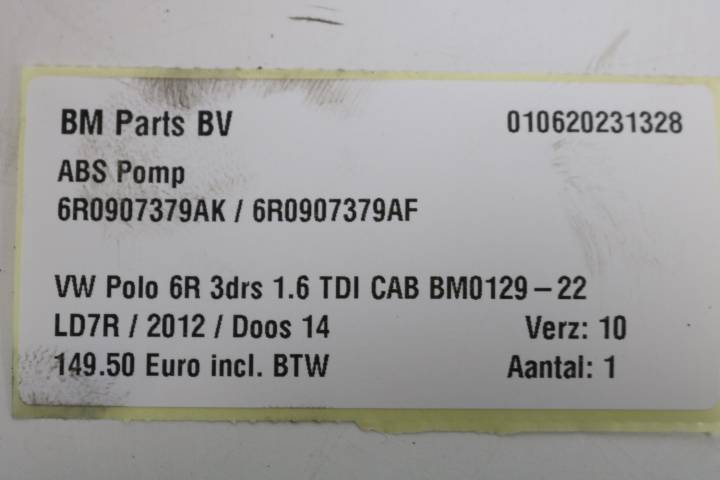 BM Parts BV 010620231328
ABS Pomp
6R0907379AK / 6R0907379AF
VW Polo 6R 3drs 1.6 TDI CAB BM0129-22
LD7R / 2012 / Doos 14 Verz: 10
149.50 Euro incl. BTW Aantal: 1